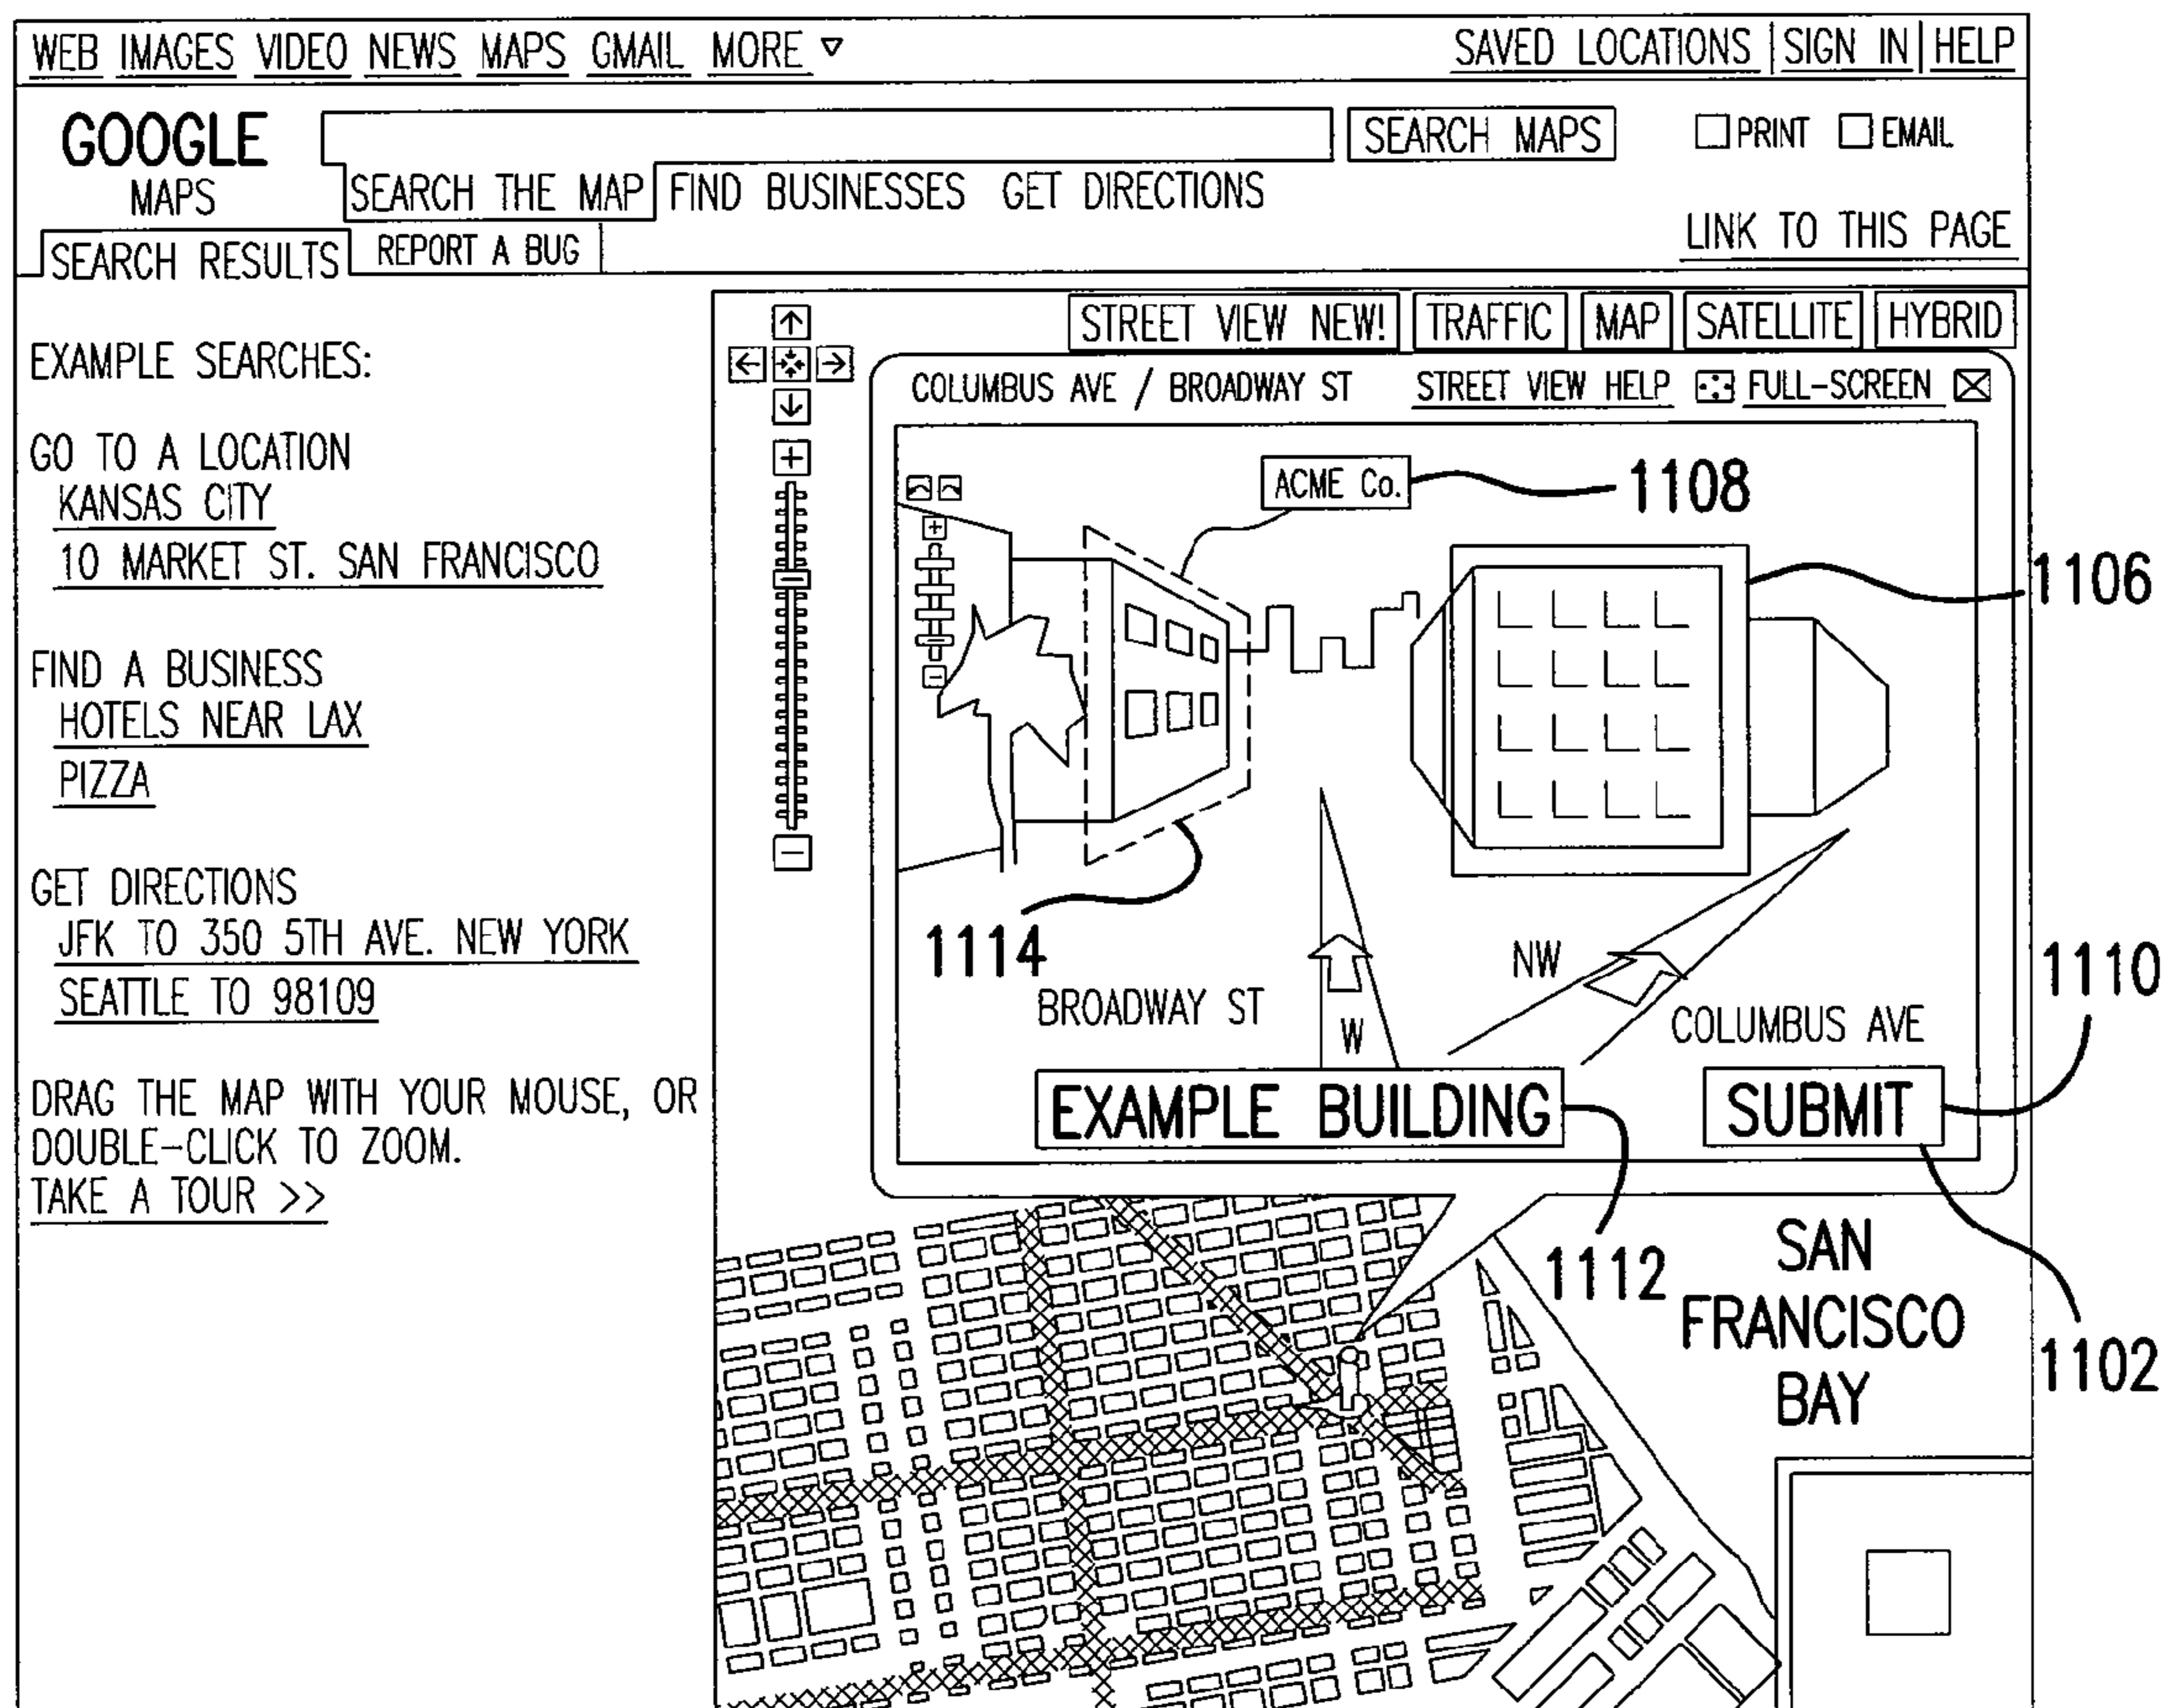 WEB IMAGES VIDEO NEWS MAPS GMAIL MORE SAVED LOCATIONS | SIGN IN | HELP
GOOGLE
MAPS
SEARCH MAPS
PRINT EMAIL
SEARCH THE MAP FIND BUSINESSES GET DIRECTIONS
LINK TO THIS PAGE
SEARCH RESULTS REPORT A BUG
EXAMPLE SEARCHES:
GO TO A LOCATION
KANSAS CITY
10 MARKET ST. SAN FRANCISCO
FIND A BUSINESS
HOTELS NEAR LAX
PIZZA
GET DIRECTIONS
JFK TO 350 5TH AVE. NEW YORK
SEATTLE TO 98109
DRAG THE MAP WITH YOUR MOUSE, OR
DOUBLE-CLICK TO ZOOM.
TAKE A TOUR >>
STREET VIEW NEW! TRAFFIC MAP SATELLITE HYBRID
COLUMBUS AVE / BROADWAY ST STREET VIEW HELP FULL-SCREEN
ACME Co.
1108
1106
1114
NW
1110
BROADWAY ST
W
COLUMBUS AVE
EXAMPLE BUILDING
SUBMIT
1112
SAN
FRANCISCO
BAY
1102